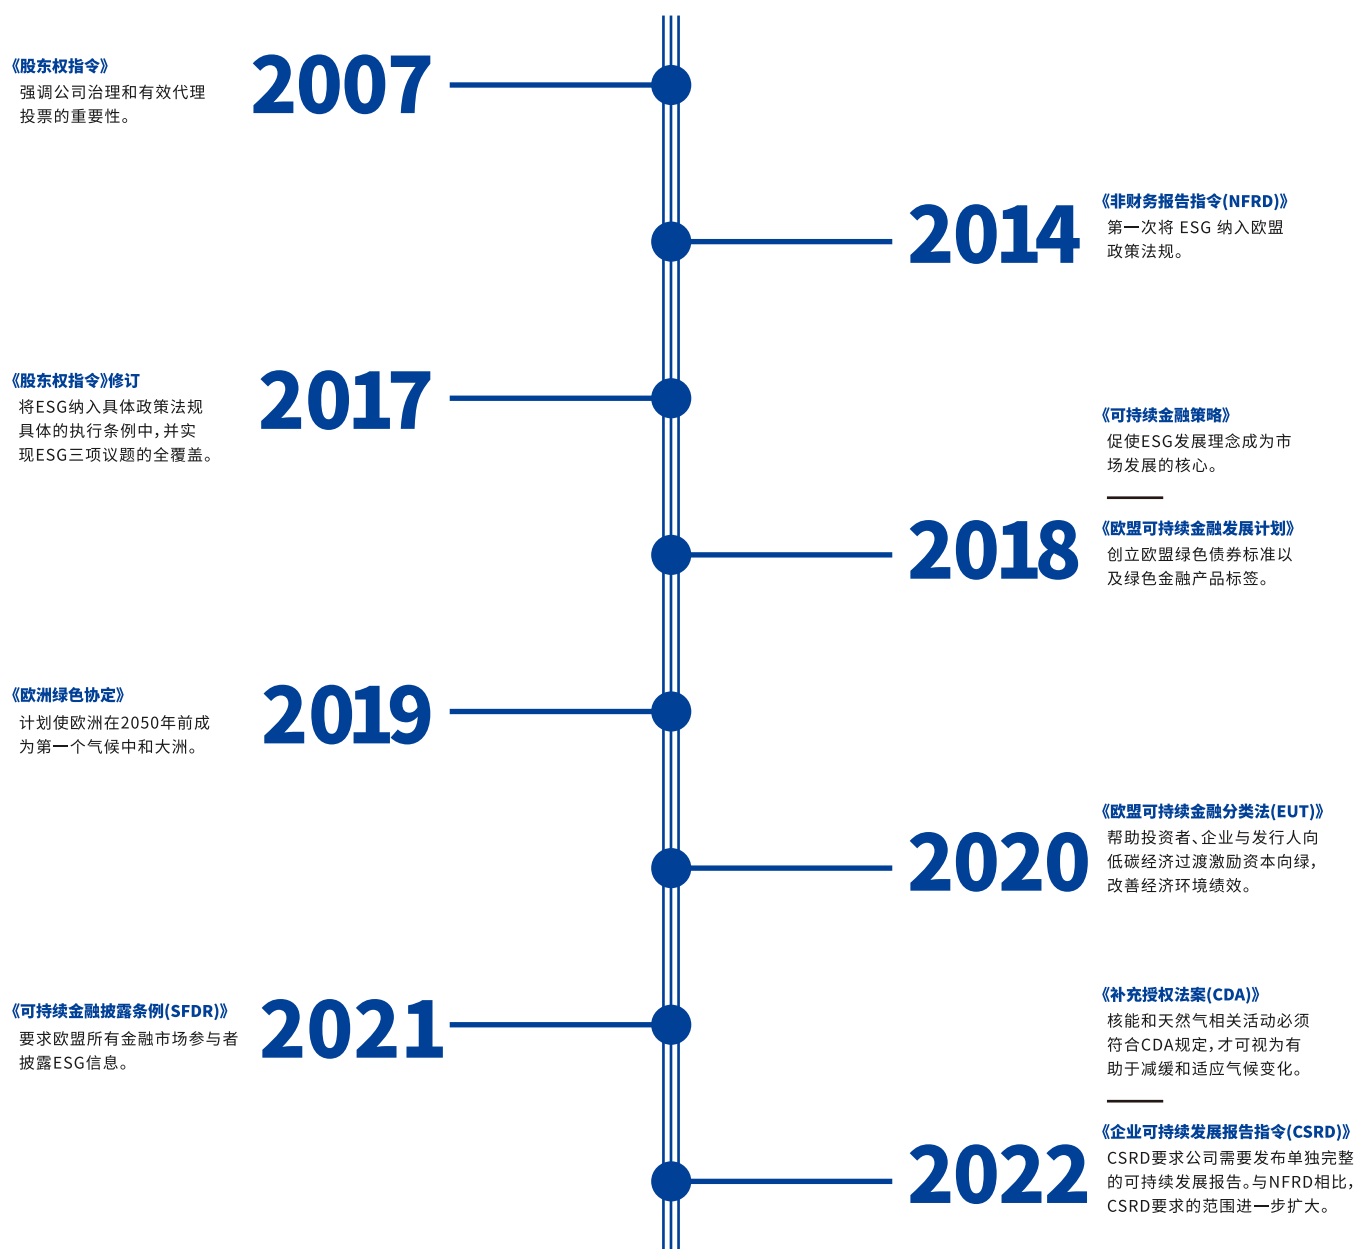 《股东权指令》
强调公司治理和有效代理
投票的重要性。
2007
2014
《非财务报告指令(NFRD)》
第一次将 ESG 纳入欧盟
政策法规。
《股东权指令》修订
将ESG纳入具体政策法规
具体的执行条例中，并实
现ESG三项议题的全覆盖。
2017
《可持续金融策略》
促使ESG发展理念成为市
场发展的核心。
2018
《欧盟可持续金融发展计划》
创立欧盟绿色债券标准以
及绿色金融产品标签。
《欧洲绿色协定》
计划使欧洲在2050年前成
为第一个气候中和大洲。
2019
2020
《欧盟可持续金融分类法(EUT)》
帮助投资者、企业与发行人向
低碳经济过渡激励资本向绿，
改善经济环境绩效。
《可持续金融披露条例(SFDR)》
要求欧盟所有金融市场参与者
披露ESG信息。
2021
《补充授权法案(CDA)》
核能和天然气相关活动必须
符合CDA规定，才可视为有
助于减缓和适应气候变化。
2022
《企业可持续发展报告指令(CSRD)》
CSRD要求公司需要发布单独完整
的可持续发展报告。与NFRD相比，
CSRD要求的范围进一步扩大。